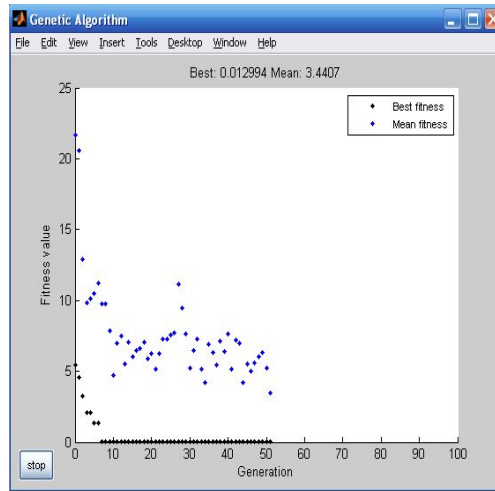 Genetic Algorithm
File Edit View Insert Tools Desktop Window Help
Best: 0.012994 Mean: 3.4407
Best fitness
Mean fitness
25
20
15
10
5
0
Fitness value
0 10 20 30 40 50 60 70 80 90 100
Generation
stop